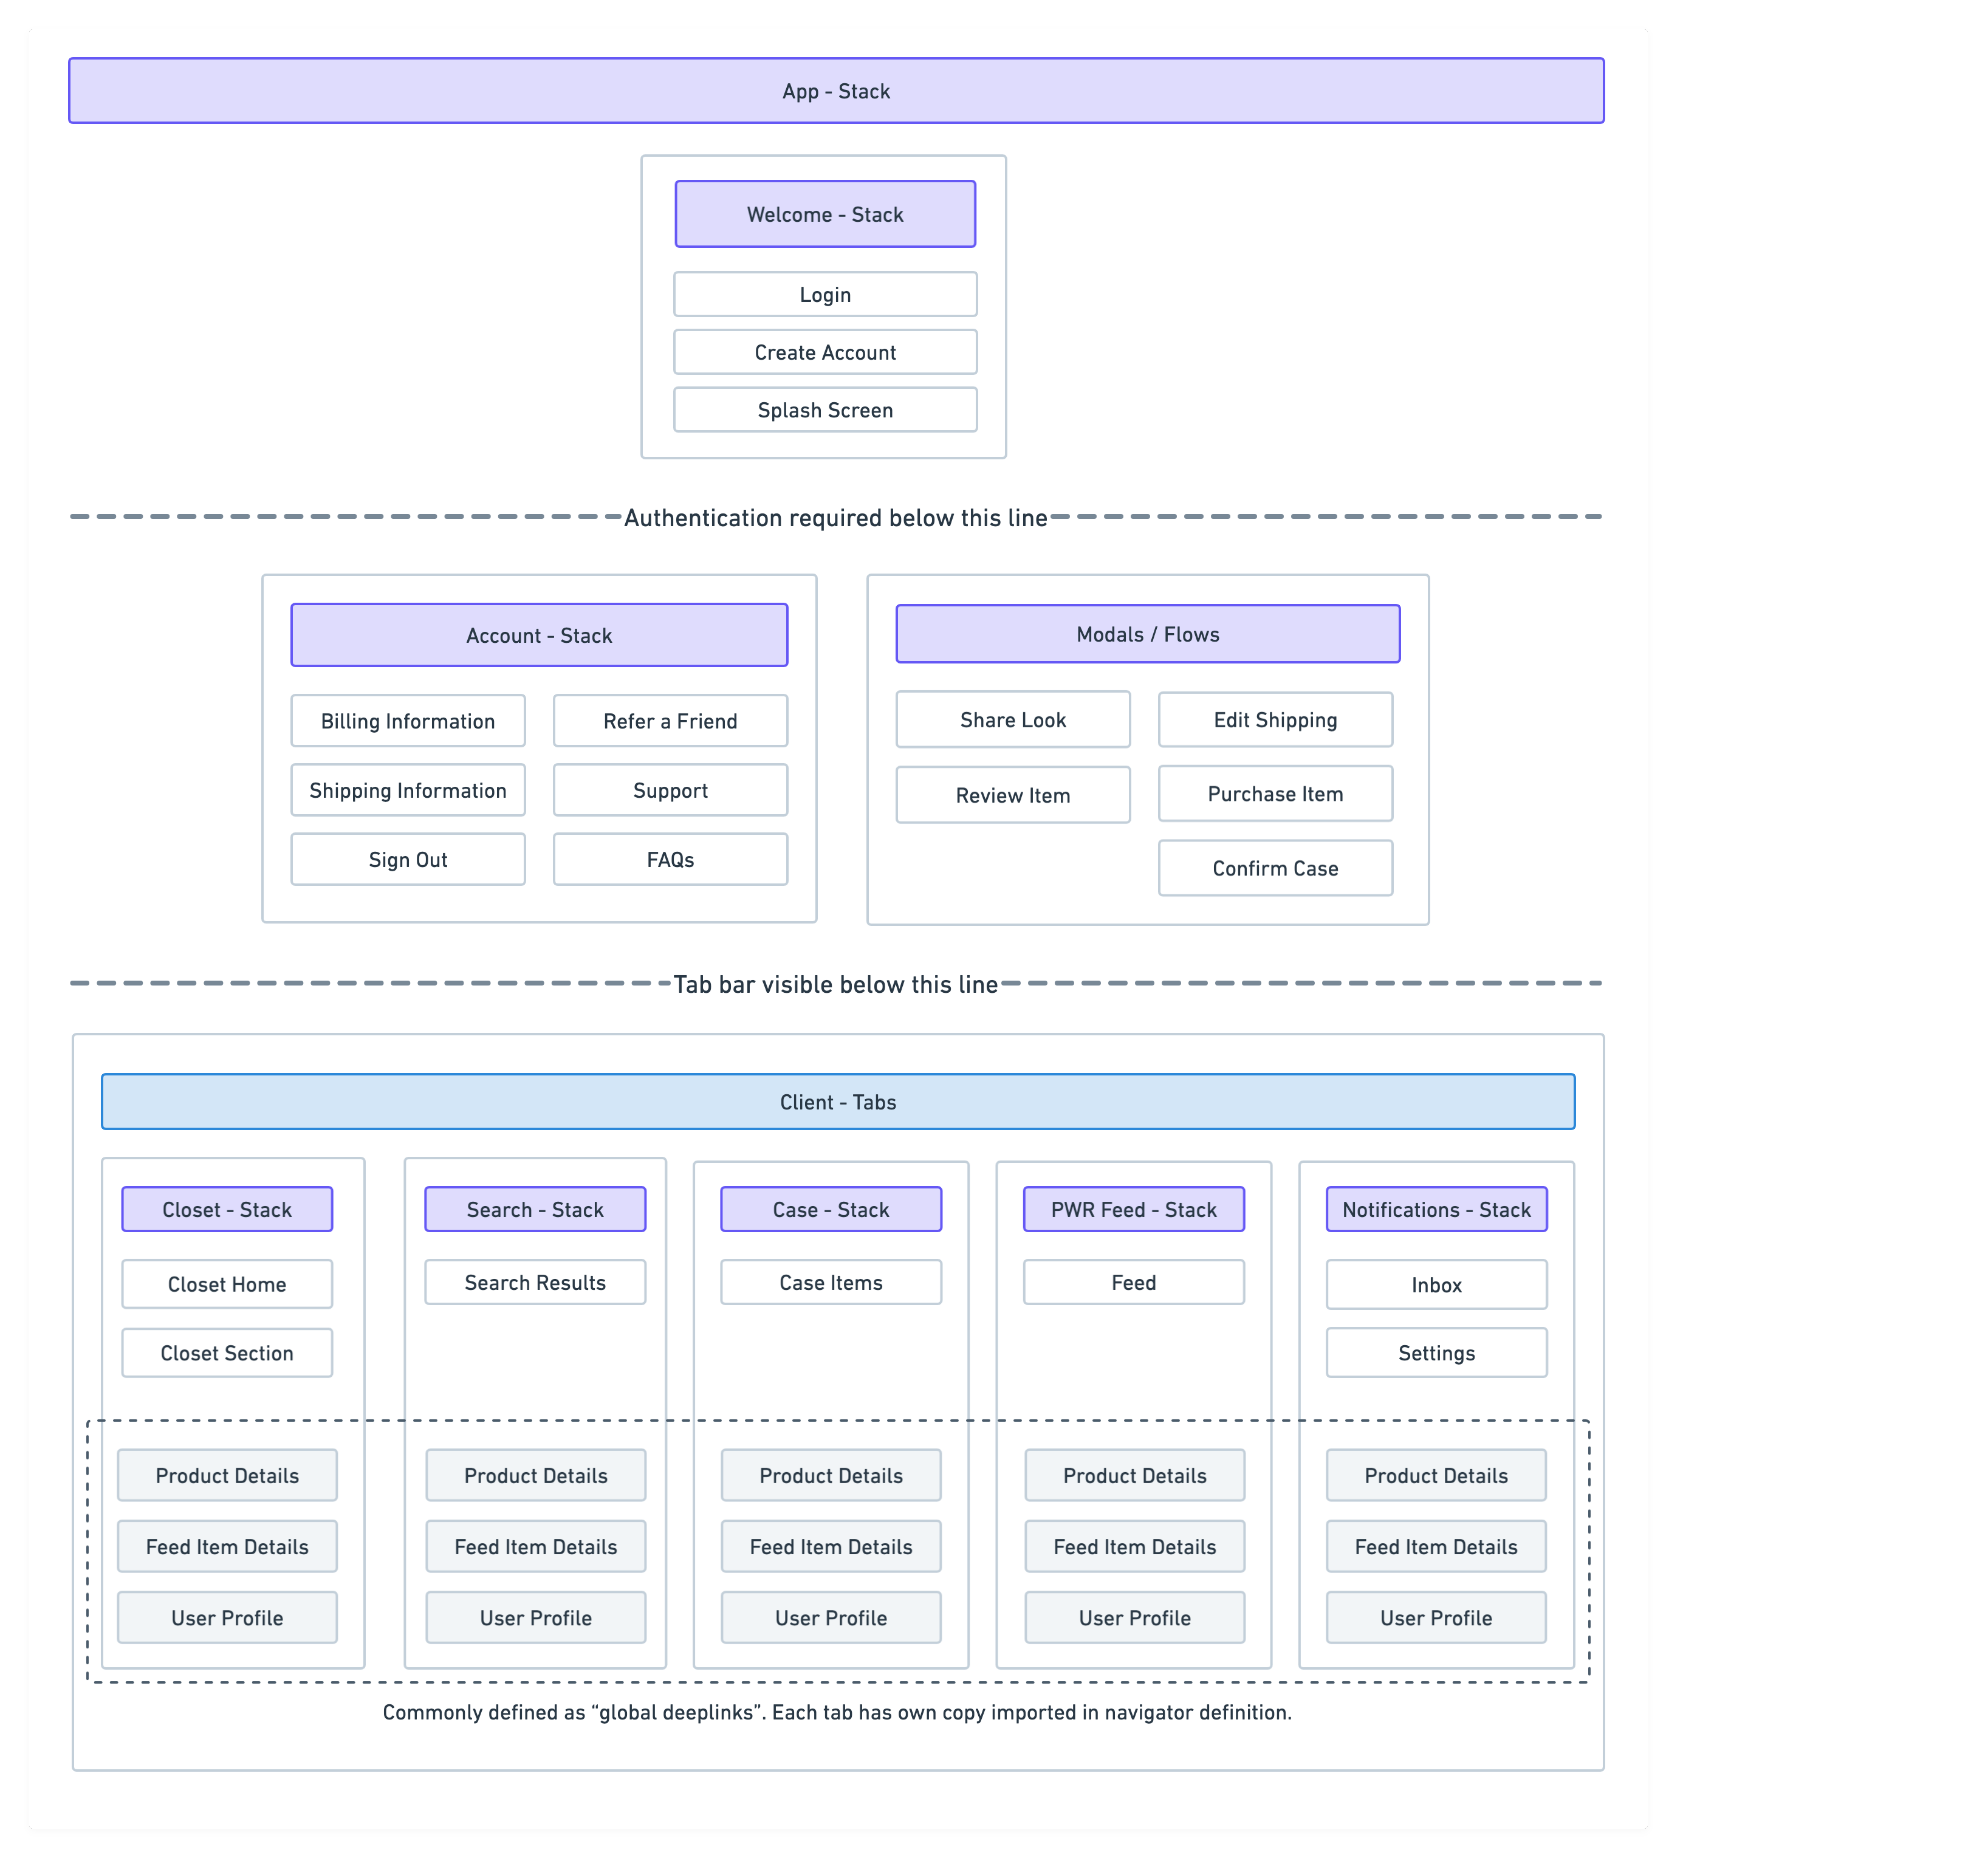 App - Stack
Welcome - Stack
Login
Create Account
Splash Screen
Authentication required below this line
Account - Stack
Billing Information
Refer a Friend
Shipping Information
Support
Sign Out
FAQs
Modals / Flows
Share Look
Edit Shipping
Review Item
Purchase Item
Confirm Case
Tab bar visible below this line
Client - Tabs
Closet - Stack
Closet Home
Closet Section
Product Details
Feed Item Details
User Profile
Search - Stack
Search Results
Product Details
Feed Item Details
User Profile
Case - Stack
Case Items
Product Details
Feed Item Details
User Profile
PWR Feed - Stack
Feed
Product Details
Feed Item Details
User Profile
Notifications - Stack
Inbox
Settings
Product Details
Feed Item Details
User Profile
Commonly defined as “global deeplinks”. Each tab has own copy imported in navigator definition.